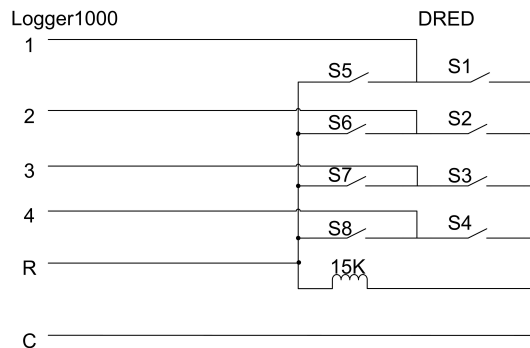 Logger1000 DRED
1
S5 S1
2
S6 S2
3
S7 S3
4
S8 S4
R
15K
C